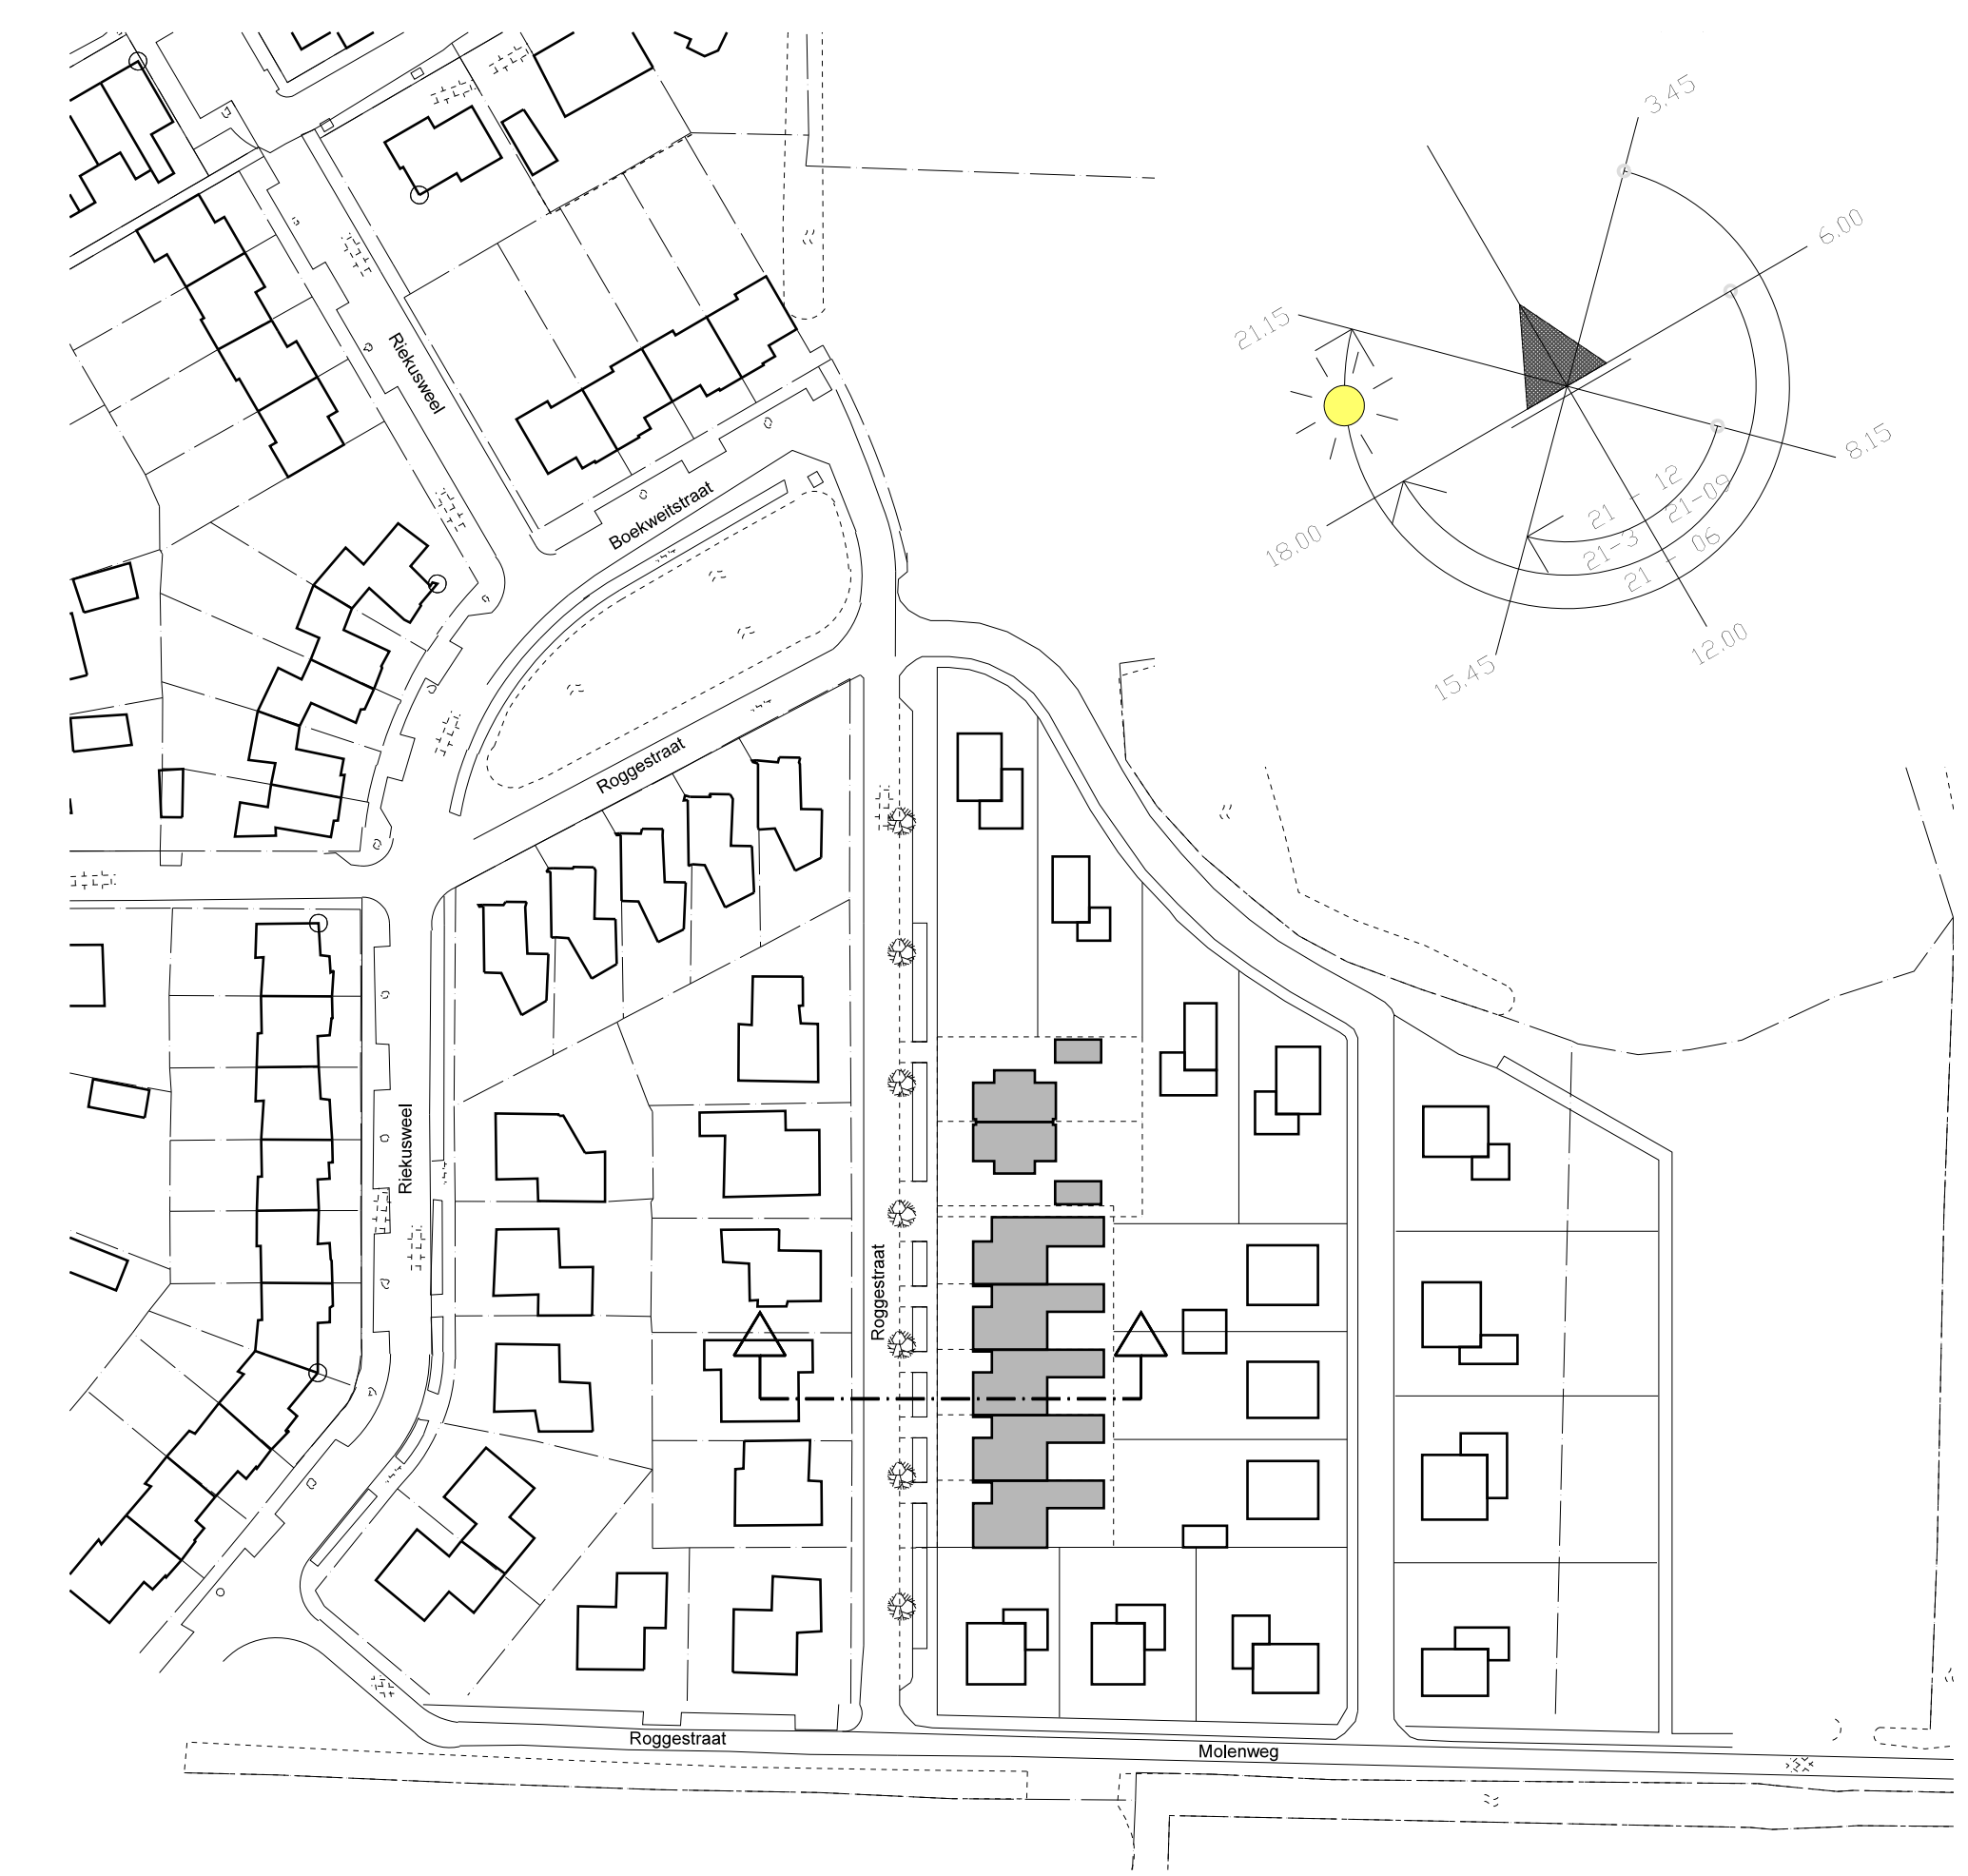 3.45
6.00
21.15
8.15
21 - 12
21-09
21-3
21 - 06
18.00
12.00
15.45
Riekusweel
Boekweitstraat
Roggestraat
Riekusweel
Roggestraat
Roggestraat
Molenweg